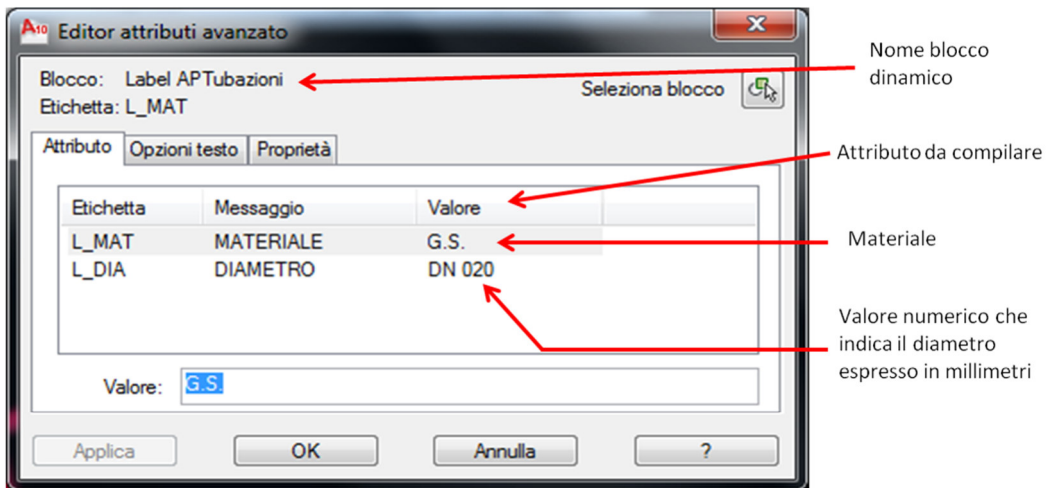 A10 Editor attributi avanzato
Blocco: Label APTubazioni
Seleziona blocco
Etichetta: L_MAT
Attributo Opzioni testo Proprietà
Etichetta Messaggio Valore
L_MAT MATERIALE G.S.
L_DIA DIAMETRO DN 020
Valore: G.S.
Applica OK Annulla ?
Nome blocco
dinamico
Attributo da compilare
Materiale
Valore numerico che
indica il diametro
espresso in millimetri